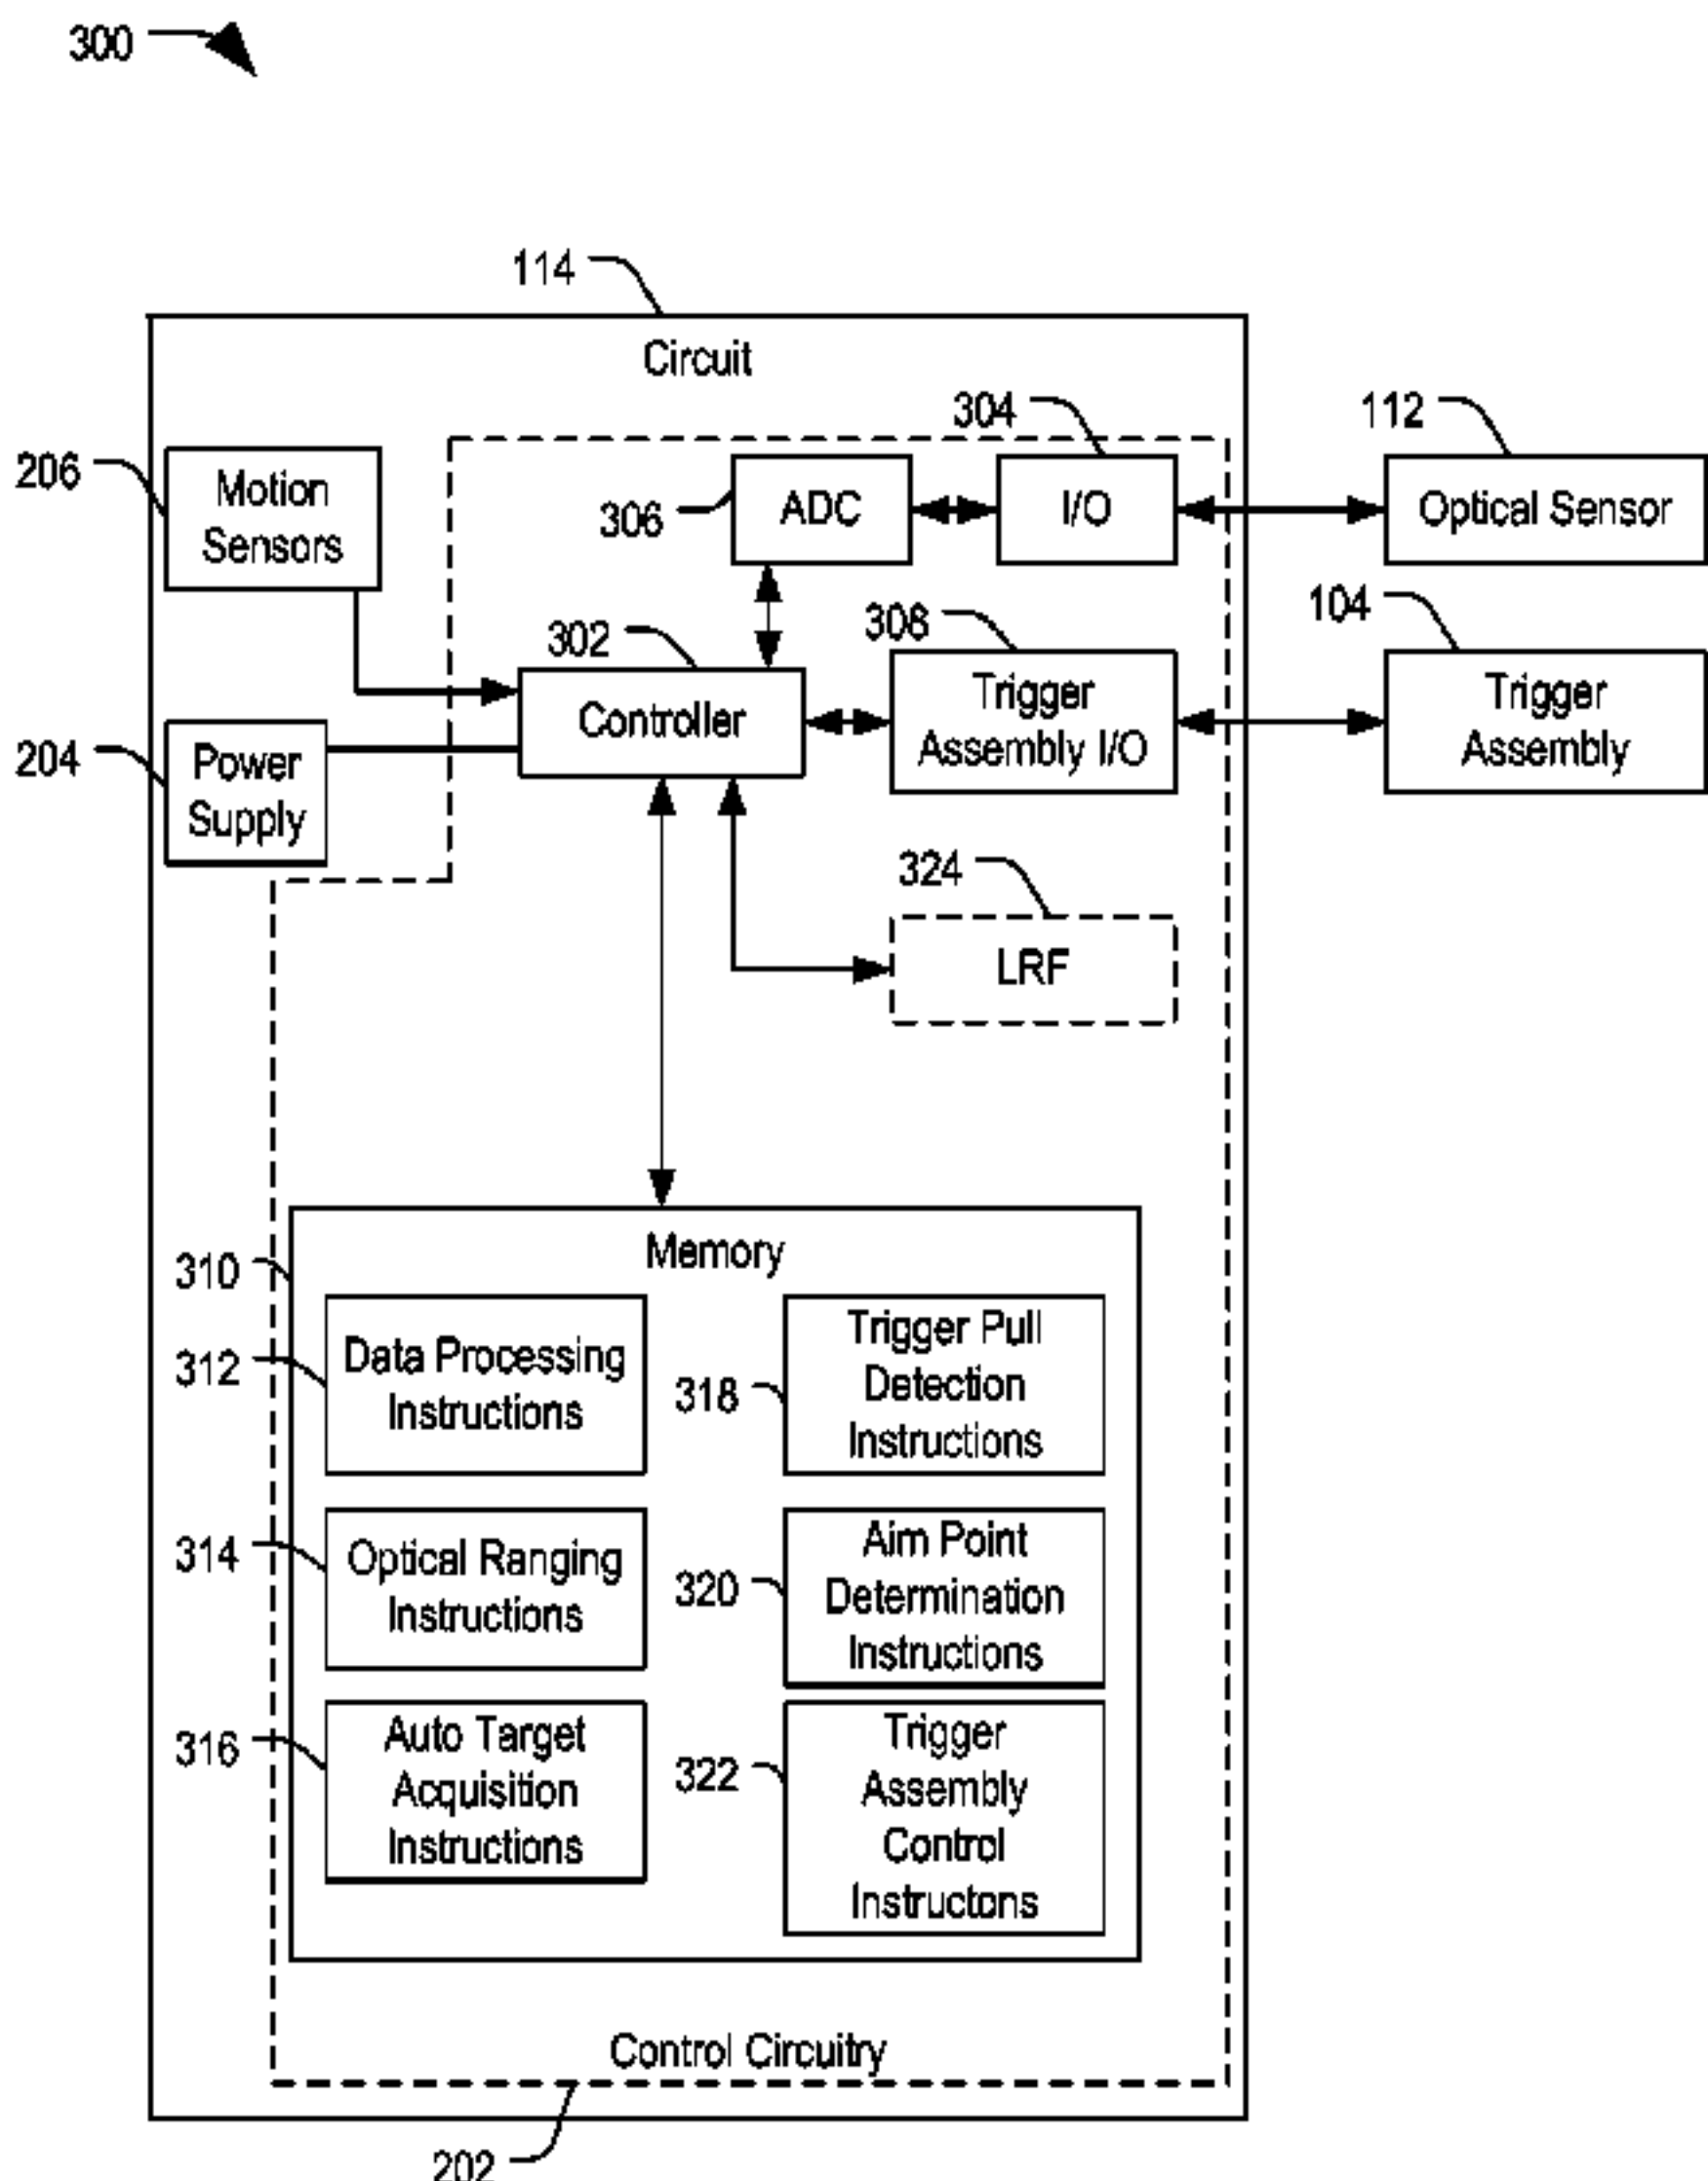 300
114
Circuit
304
112
206
Motion
Sensors
306
ADC
I/O
Optical Sensor
302
308
104
Controller
Trigger
Assembly I/O
Trigger
Assembly
204
Power
Supply
324
LRF
310
Memory
312
Data Processing
Instructions
318
Trigger Pull
Detection
Instructions
314
Optical Ranging
Instructions
320
Aim Point
Determination
Instructions
316
Auto Target
Acquisition
Instructions
322
Trigger
Assembly
Control
Instructons
Control Circuitry
202